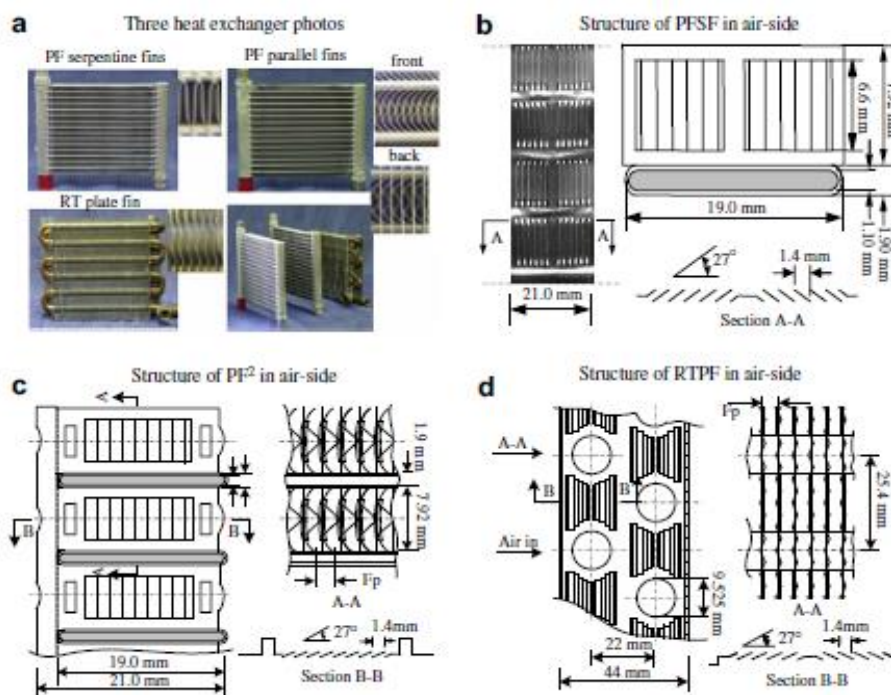 a
Three heat exchanger photos
PF serpentine fins
PF parallel fins
front
back
RT plate fin
b
Structure of PFSF in air-side
6.6 mm
19.0 mm
1.10 mm
1.90 mm
A
A
21.0 mm
27°
1.4 mm
Section A-A
c
Structure of PF² in air-side
A
B
B
A
1.9 mm
7.92 mm
Fp
A-A
27°
1.4mm
19.0 mm
21.0 mm
Section B-B
d
Structure of RTPF in air-side
A-A
B
B
Air in
9.525 mm
22 mm
44 mm
Fp
25.4 mm
A-A
27°
1.4mm
Section B-B